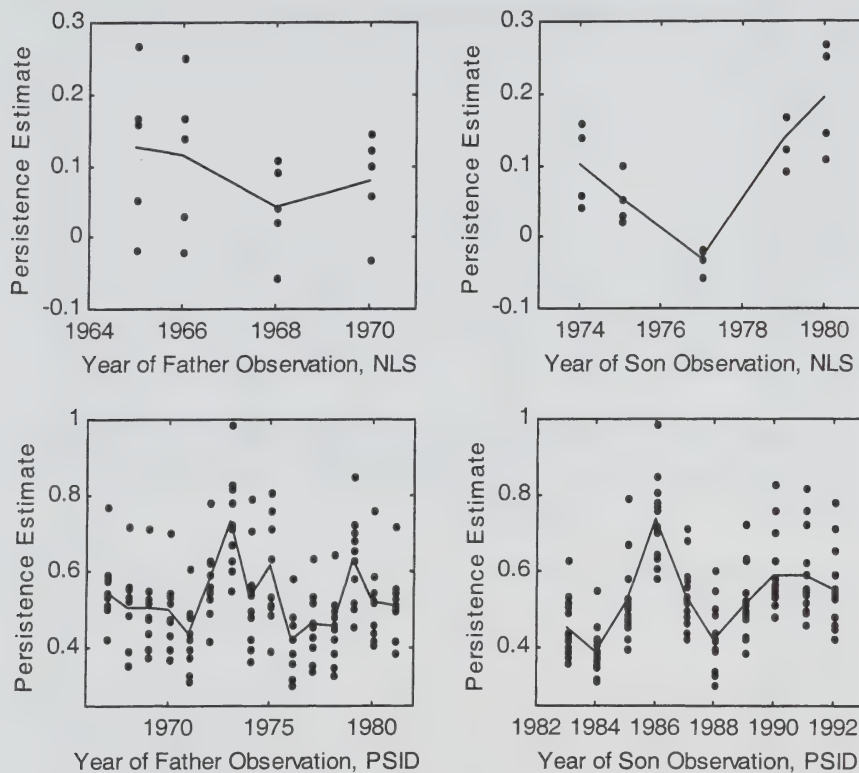 0.3
0.2
0.1
0
-0.1
Persistence Estimate
1964 1966 1968 1970
Year of Father Observation, NLS
0.3
0.2
0.1
0
-0.1
Persistence Estimate
1974 1976 1978 1980
Year of Son Observation, NLS
1
0.8
0.6
0.4
Persistence Estimate
1970 1975 1980
Year of Father Observation, PSID
1
0.8
0.6
0.4
Persistence Estimate
1982 1984 1986 1988 1990 1992
Year of Son Observation, PSID